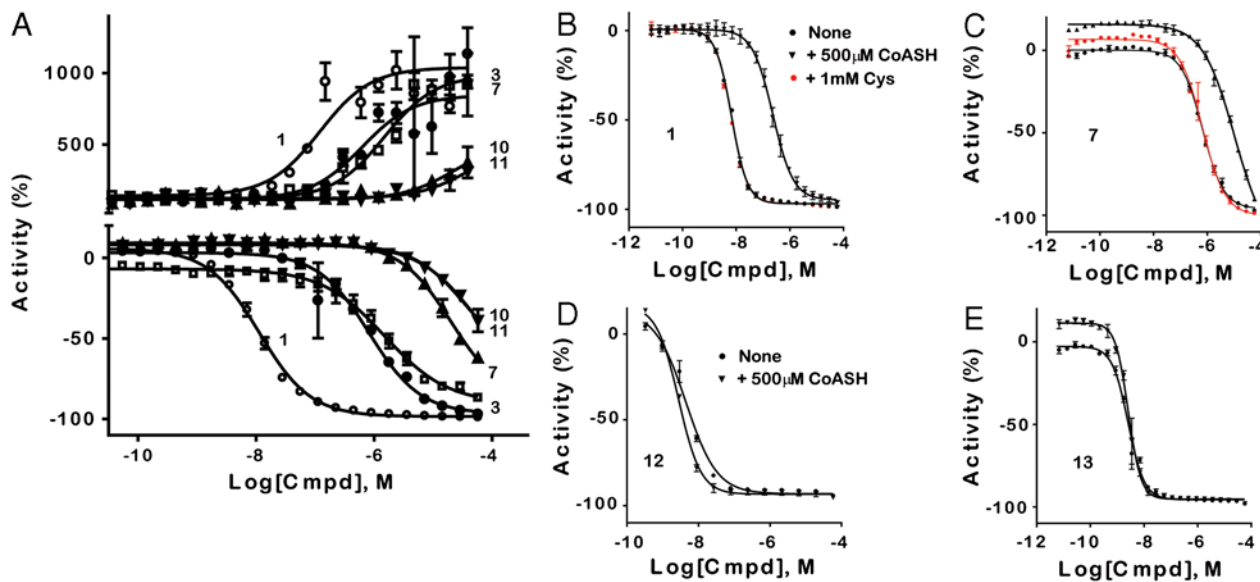 A
Activity (%)
1000
500
1
3
7
10
11
Activity (%)
0
-50
-100
1
10
11
7
3
-10
-8
-6
-4
Log[Cmpd], M
B
Activity (%)
0
-50
-100
None
+ 500µM CoASH
+ 1mM Cys
1
-12
-10
-8
-6
-4
Log[Cmpd], M
C
Activity (%)
0
-50
-100
7
-12
-10
-8
-6
-4
Log[Cmpd], M
D
Activity (%)
0
-50
-100
None
+ 500µM CoASH
12
-10
-8
-6
-4
Log[Cmpd], M
E
Activity (%)
0
-50
-100
13
-12
-10
-8
-6
-4
Log[Cmpd], M